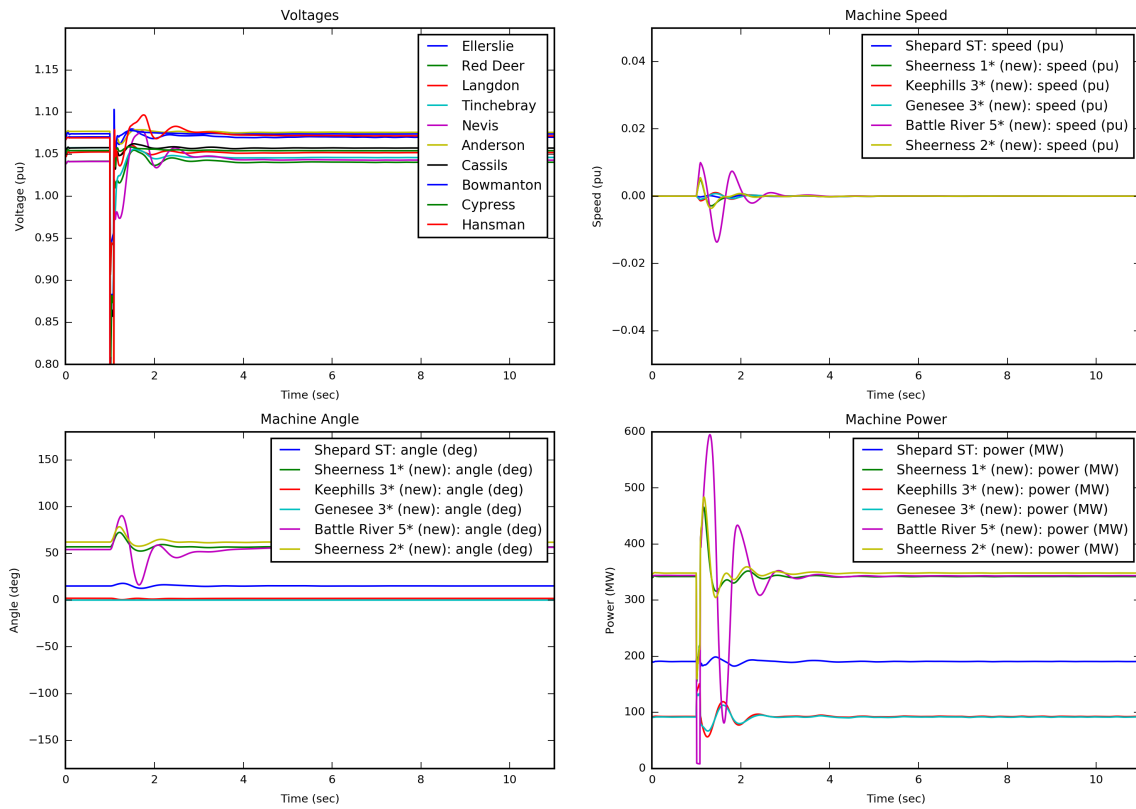 Voltages
1.15
1.10
1.05
1.00
0.95
0.90
0.85
0.80
Voltage (pu)
0
2
4
6
8
10
Time (sec)
Ellerslie
Red Deer
Langdon
Tinchebray
Nevis
Anderson
Cassils
Bowmanton
Cypress
Hansman
Machine Speed
0.04
0.02
0.00
−0.02
−0.04
Speed (pu)
0
2
4
6
8
10
Time (sec)
Shepard ST: speed (pu)
Sheerness 1* (new): speed (pu)
Keephills 3* (new): speed (pu)
Genesee 3* (new): speed (pu)
Battle River 5* (new): speed (pu)
Sheerness 2* (new): speed (pu)
Machine Angle
150
100
50
0
−50
−100
−150
Angle (deg)
0
2
4
6
8
10
Time (sec)
Shepard ST: angle (deg)
Sheerness 1* (new): angle (deg)
Keephills 3* (new): angle (deg)
Genesee 3* (new): angle (deg)
Battle River 5* (new): angle (deg)
Sheerness 2* (new): angle (deg)
Machine Power
600
500
400
300
200
100
0
Power (MW)
0
2
4
6
8
10
Time (sec)
Shepard ST: power (MW)
Sheerness 1* (new): power (MW)
Keephills 3* (new): power (MW)
Genesee 3* (new): power (MW)
Battle River 5* (new): power (MW)
Sheerness 2* (new): power (MW)